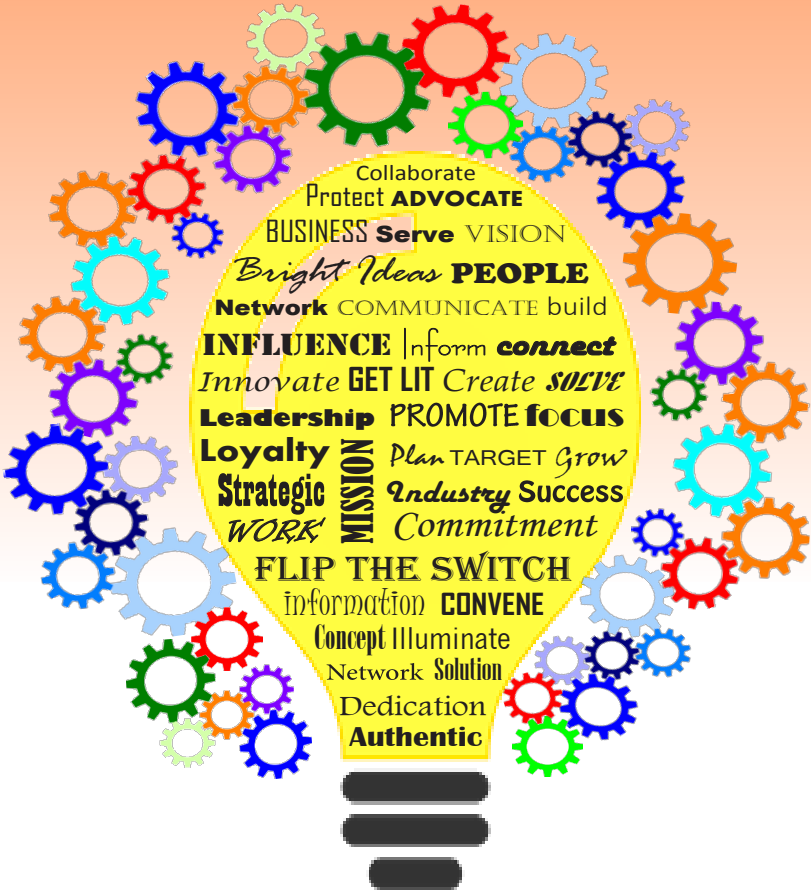 Collaborate
Protect ADVOCATE
BUSINESS Serve VISION
Bright Ideas PEOPLE
Network COMMUNICATE build
INFLUENCE Inform connect
Innovate GET LIT Create SOLVE
Leadership PROMOTE focus
Loyalty MISSION Plan TARGET Grow
Strategic Industry Success
WORK Commitment
FLIP THE SWITCH
information CONVENE
Concept Illuminate
Network Solution
Dedication
Authentic